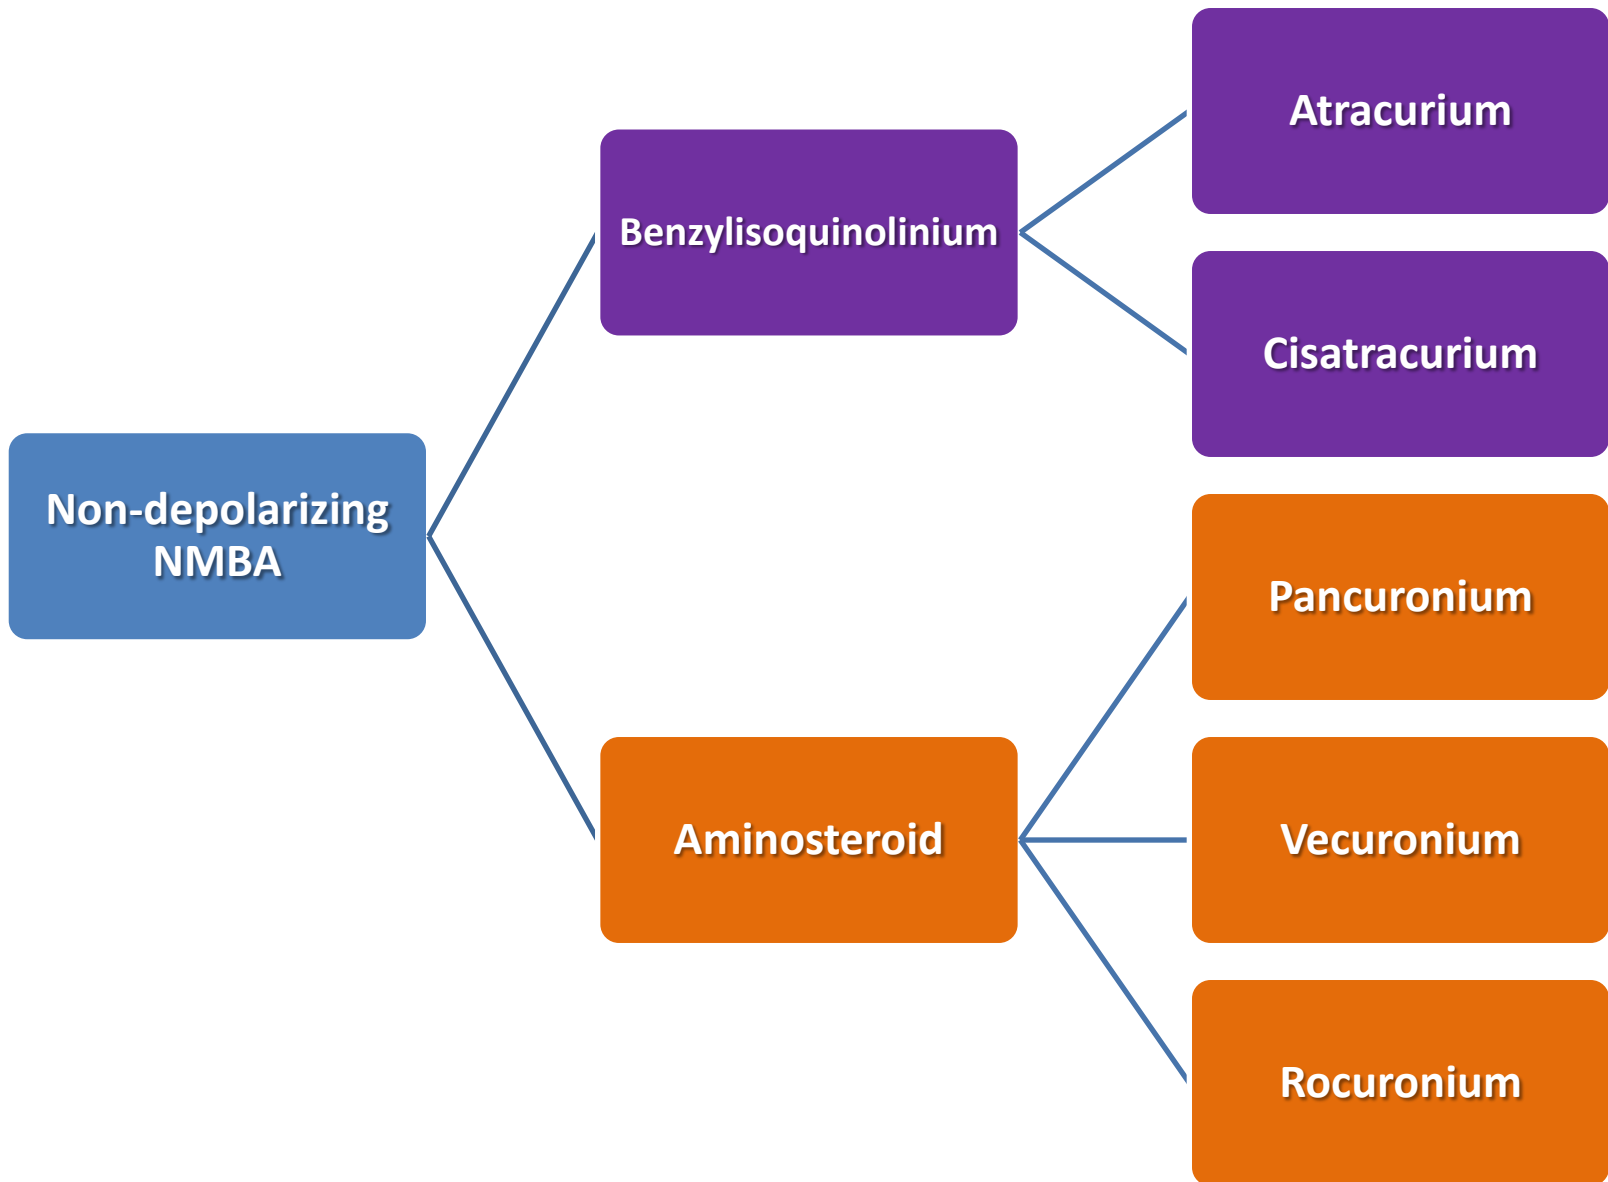 Non-depolarizing
NMBA
Benzylisoquinolinium
Atracurium
Cisatracurium
Aminosteroid
Pancuronium
Vecuronium
Rocuronium